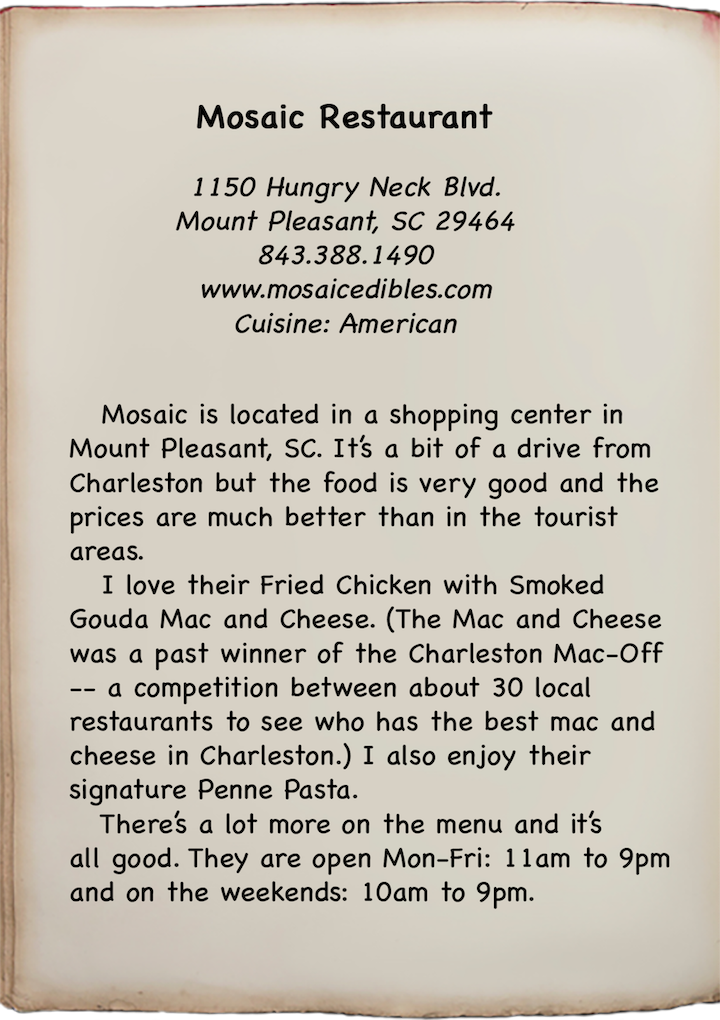 Mosaic Restaurant
1150 Hungry Neck Blvd.
Mount Pleasant, SC 29464
843.388.1490
www.mosaicedibles.com
Cuisine: American
Mosaic is located in a shopping center in
Mount Pleasant, SC. It's a bit of a drive from
Charleston but the food is very good and the
prices are much better than in the tourist
areas.
I love their Fried Chicken with Smoked
Gouda Mac and Cheese. (The Mac and Cheese
was a past winner of the Charleston Mac-Off
-- a competition between about 30 local
restaurants to see who has the best mac and
cheese in Charleston.) I also enjoy their
signature Penne Pasta.
There's a lot more on the menu and it's
all good. They are open Mon-Fri: 11am to 9pm
and on the weekends: 10am to 9pm.